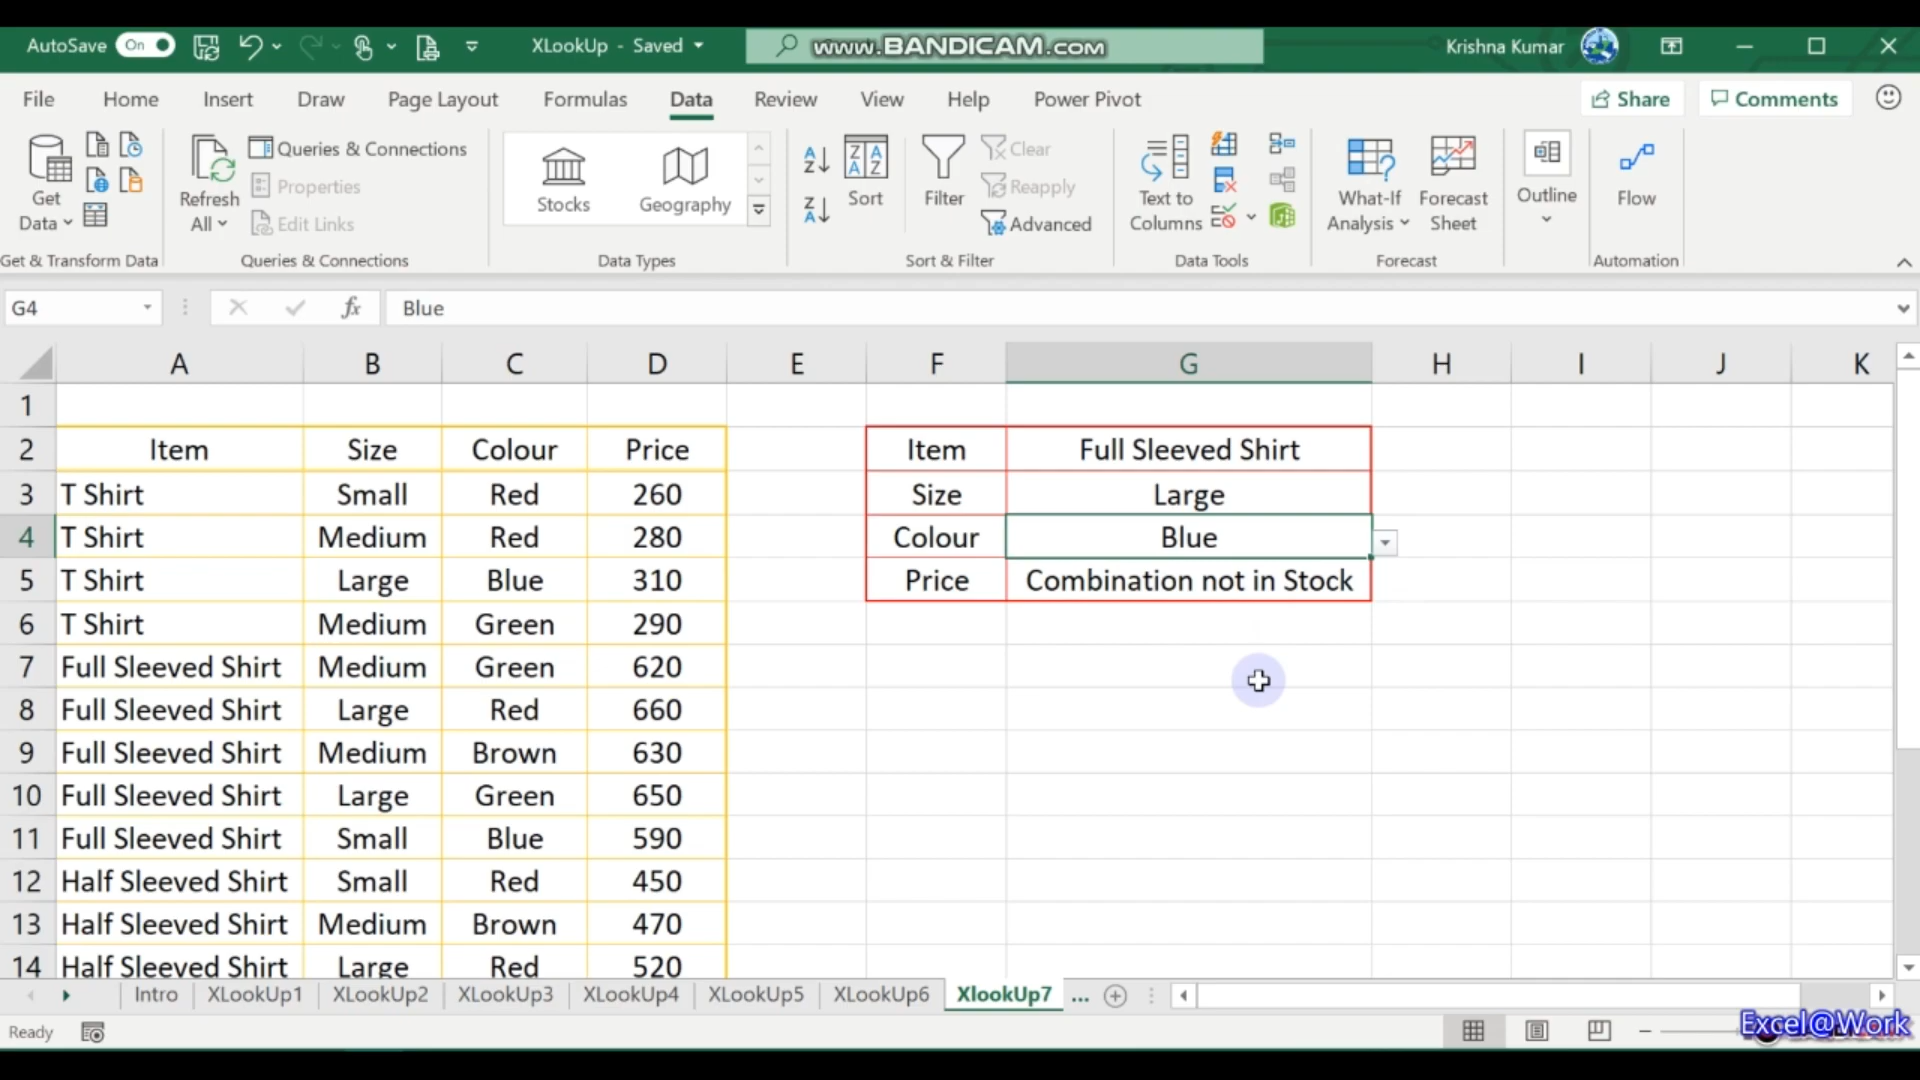 AutoSave On XLookUp - Saved www.BANDICAM.com Krishna Kumar
File Home Insert Draw Page Layout Formulas Data Review View Help Power Pivot Share Comments
Get Data
Refresh All
Queries & Connections
Properties
Edit Links
Stocks
Geography
Sort
Filter
Clear
Reapply
Advanced
Text to Columns
What-If Analysis
Forecast Sheet
Outline
Flow
Get & Transform Data Queries & Connections Data Types Sort & Filter Data Tools Forecast Automation
G4 fx Blue
A B C D E F G H I J K
1
2 Item Size Colour Price Item Full Sleeved Shirt
3 T Shirt Small Red 260 Size Large
4 T Shirt Medium Red 280 Colour Blue
5 T Shirt Large Blue 310 Price Combination not in Stock
6 T Shirt Medium Green 290
7 Full Sleeved Shirt Medium Green 620
8 Full Sleeved Shirt Large Red 660
9 Full Sleeved Shirt Medium Brown 630
10 Full Sleeved Shirt Large Green 650
11 Full Sleeved Shirt Small Blue 590
12 Half Sleeved Shirt Small Red 450
13 Half Sleeved Shirt Medium Brown 470
14 Half Sleeved Shirt Large Red 520
Intro XLookUp1 XLookUp2 XLookUp3 XLookUp4 XLookUp5 XLookUp6 XlookUp7 ...
Ready Excel@Work